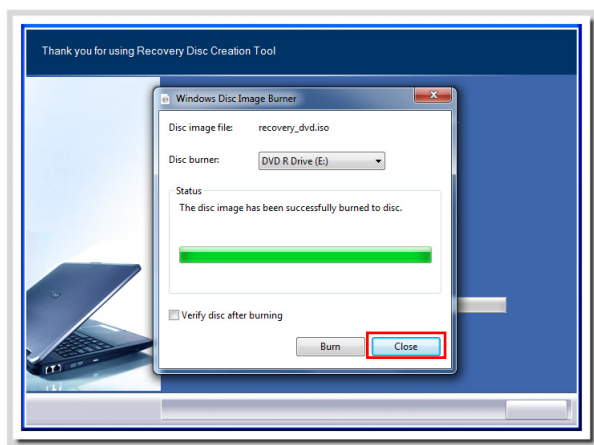 Thank you for using Recovery Disc Creation Tool
Windows Disc Image Burner
Disc image file: recovery_dvd.iso
Disc burner: DVD R Drive (E:)
Status
The disc image has been successfully burned to disc.
Verify disc after burning
Burn Close